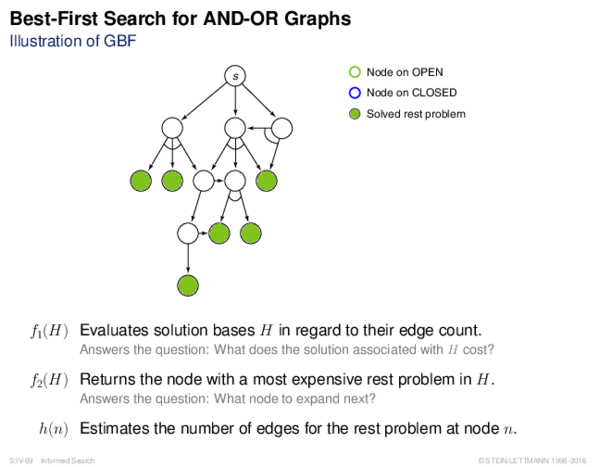 Best-First Search for AND-OR Graphs
Illustration of GBF
s
Node on OPEN
Node on CLOSED
Solved rest problem
f₁(H) Evaluates solution bases H in regard to their edge count.
Answers the question: What does the solution associated with H cost?
f₂(H) Returns the node with a most expensive rest problem in H.
Answers the question: What node to expand next?
h(n) Estimates the number of edges for the rest problem at node n.
S:IV-69 Informed Search ©STEIN/LETTMANN 1998-2016